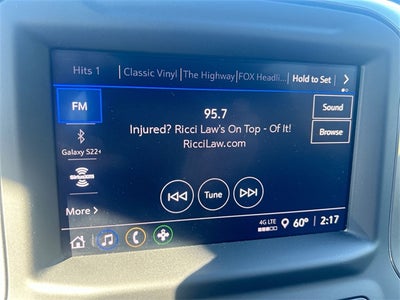 Hits 1 Classic Vinyl The Highway FOX Headli... Hold to Set
FM
95.7
Sound
Injured? Ricci Law's On Top - Of It!
Browse
RicciLaw.com
Galaxy S22
SiriusXM
More
Tune
4G LTE
60° 2:17